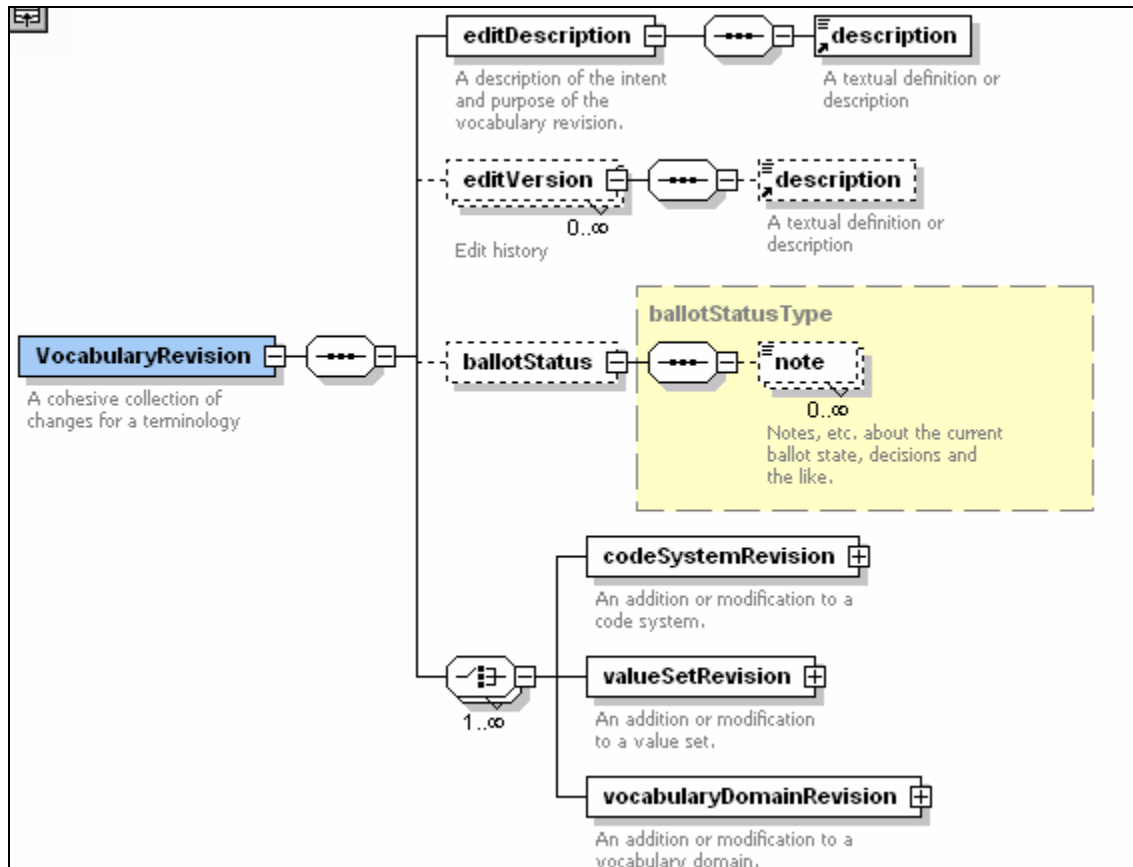 editDescription
description
A description of the intent
and purpose of the
vocabulary revision.
A textual definition or
description
editVersion
description
0..∞
Edit history
A textual definition or
description
ballotStatusType
VocabularyRevision
A cohesive collection of
changes for a terminology
ballotStatus
note
0..∞
Notes, etc. about the current
ballot state, decisions and
the like.
codeSystemRevision
An addition or modification to a
code system.
valueSetRevision
An addition or modification
to a value set.
1..∞
vocabularyDomainRevision
An addition or modification to a
vocabulary domain.